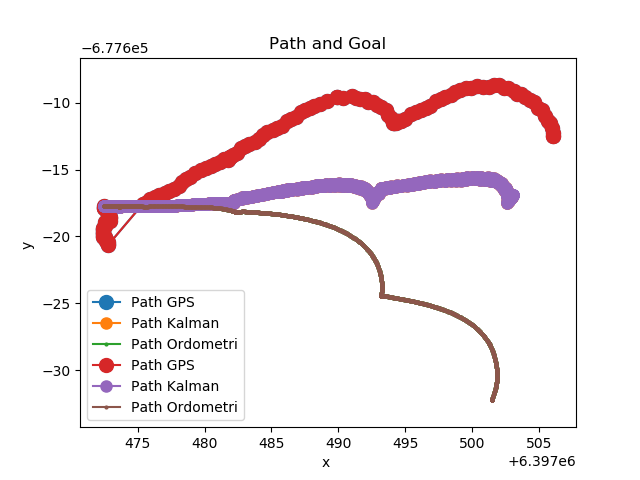 Path and Goal
−6.776e5
−10
−15
−20
−25
−30
y
Path GPS
Path Kalman
Path Ordometri
Path GPS
Path Kalman
Path Ordometri
475 480 485 490 495 500 505
x
+6.397e6